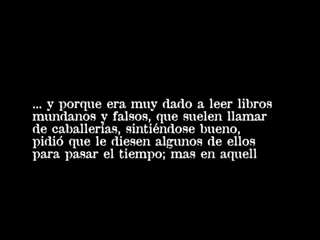 ... y porque era muy dado a leer libros
mundanos y falsos, que suelen llamar
de caballerías, sintiéndose bueno,
pidió que le diesen algunos de ellos
para pasar el tiempo; mas en aquell